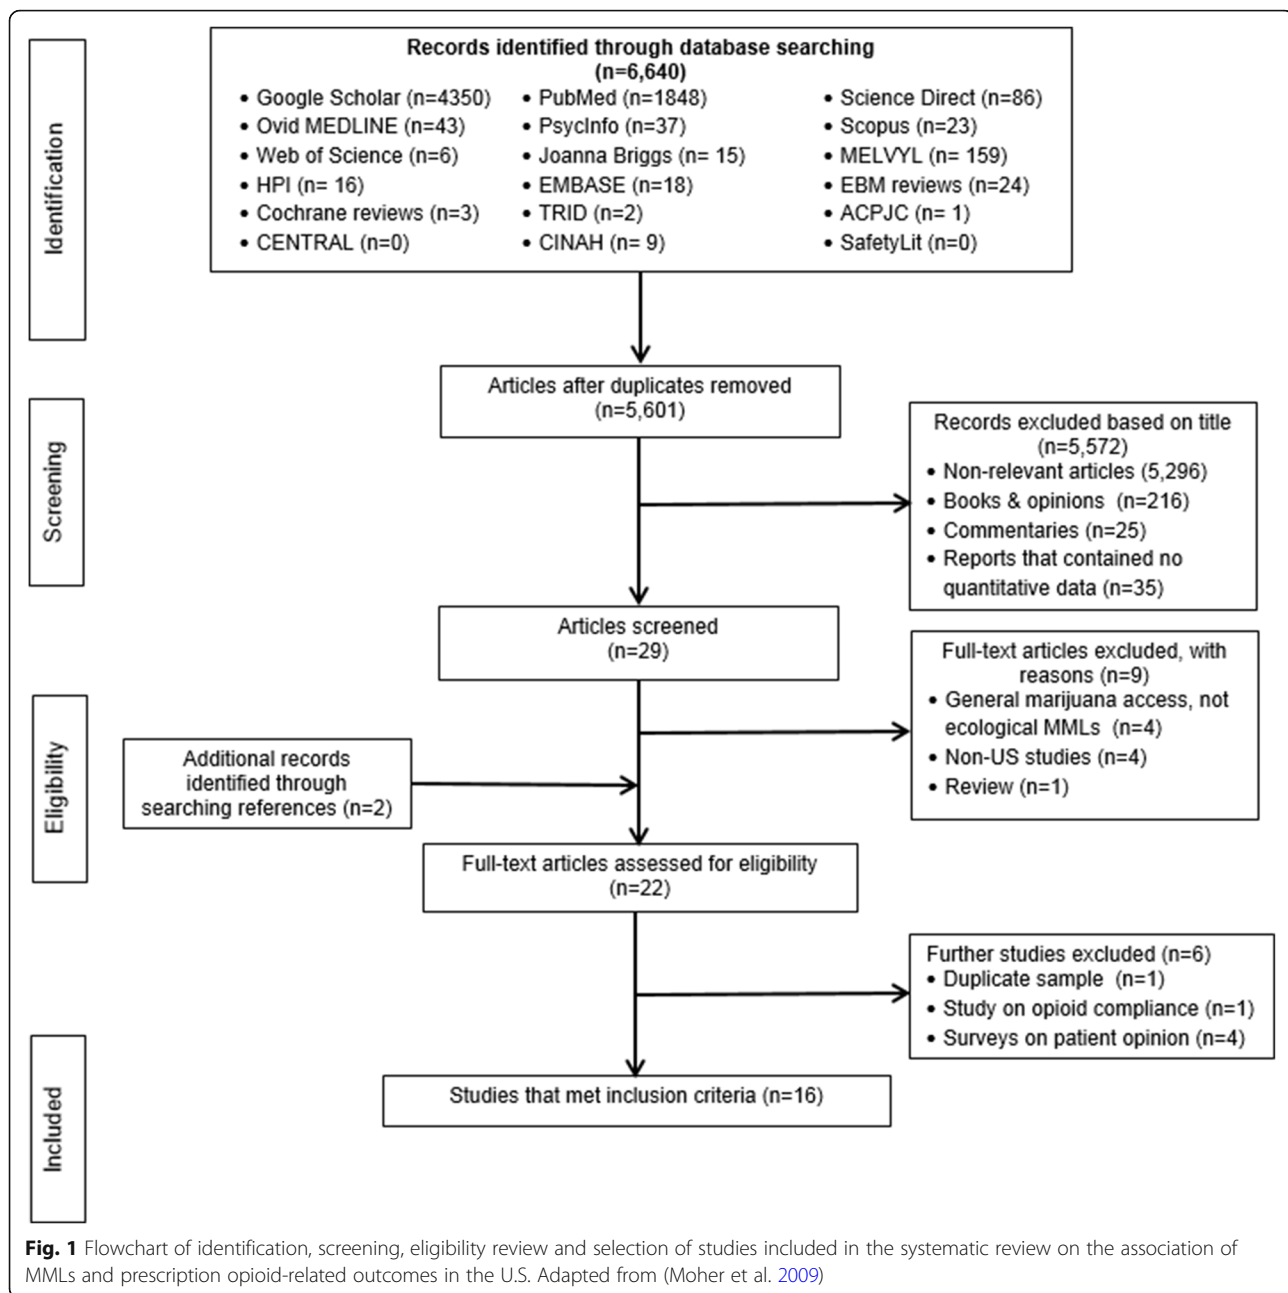 Identification
Records identified through database searching
(n=6,640)
• Google Scholar (n=4350)
• Ovid MEDLINE (n=43)
• Web of Science (n=6)
• HPI (n= 16)
• Cochrane reviews (n=3)
• CENTRAL (n=0)
• PubMed (n=1848)
• PsycInfo (n=37)
• Joanna Briggs (n= 15)
• EMBASE (n=18)
• TRID (n=2)
• CINAH (n= 9)
• Science Direct (n=86)
• Scopus (n=23)
• MELVYL (n= 159)
• EBM reviews (n=24)
• ACPJC (n= 1)
• SafetyLit (n=0)
Screening
Articles after duplicates removed
(n=5,601)
Records excluded based on title
(n=5,572)
• Non-relevant articles (5,296)
• Books & opinions (n=216)
• Commentaries (n=25)
• Reports that contained no
quantitative data (n=35)
Articles screened
(n=29)
Full-text articles excluded, with
reasons (n=9)
• General marijuana access, not
ecological MMLs (n=4)
• Non-US studies (n=4)
• Review (n=1)
Eligibility
Additional records
identified through
searching references (n=2)
Full-text articles assessed for eligibility
(n=22)
Further studies excluded (n=6)
• Duplicate sample (n=1)
• Study on opioid compliance (n=1)
• Surveys on patient opinion (n=4)
Included
Studies that met inclusion criteria (n=16)
Fig. 1 Flowchart of identification, screening, eligibility review and selection of studies included in the systematic review on the association of
MMLs and prescription opioid-related outcomes in the U.S. Adapted from (Moher et al. 2009)